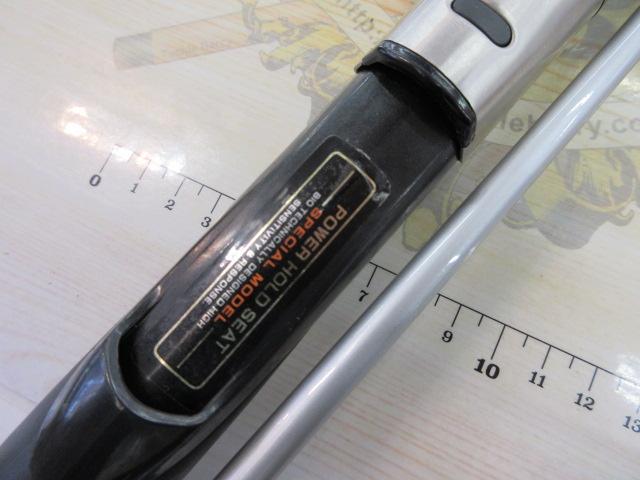 POWER HOLD SEAT
SPECIAL MODEL
BIO TECHNICALLY DESIGNED HIGH
SENSITIVITY & RESPONSE
0 1 2 3 7 9 10 11 12 13
http: